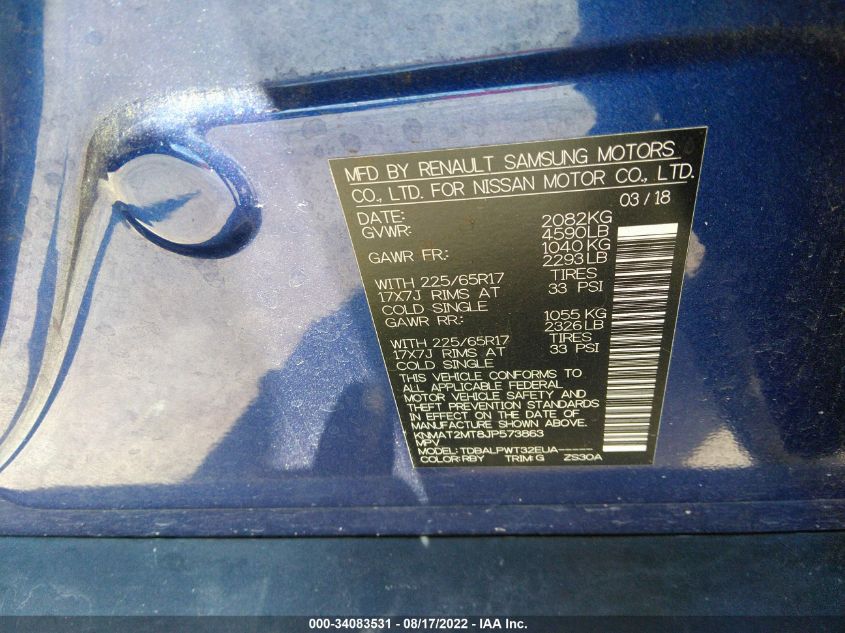 MFD BY RENAULT SAMSUNG MOTORS
CO., LTD. FOR NISSAN MOTOR CO., LTD.
03/18
DATE:
GVWR: 2082KG
4590LB
GAWR FR: 1040 KG
2293 LB
WITH 225/65R17 TIRES
17X7J RIMS AT 33 PSI
COLD SINGLE
GAWR RR: 1055 KG
2326 LB
WITH 225/65R17 TIRES
17X7J RIMS AT 33 PSI
COLD SINGLE
THIS VEHICLE CONFORMS TO
ALL APPLICABLE FEDERAL
MOTOR VEHICLE SAFETY AND
THEFT PREVENTION STANDARDS
IN EFFECT ON THE DATE OF
MANUFACTURE SHOWN ABOVE.
KNMAT2MT8JP573863
MPV
MODEL: TDBALPWT32EUA-----
COLOR:RBY TRIM: G ZS30A
000-34083531 - 08/17/2022 - IAA Inc.